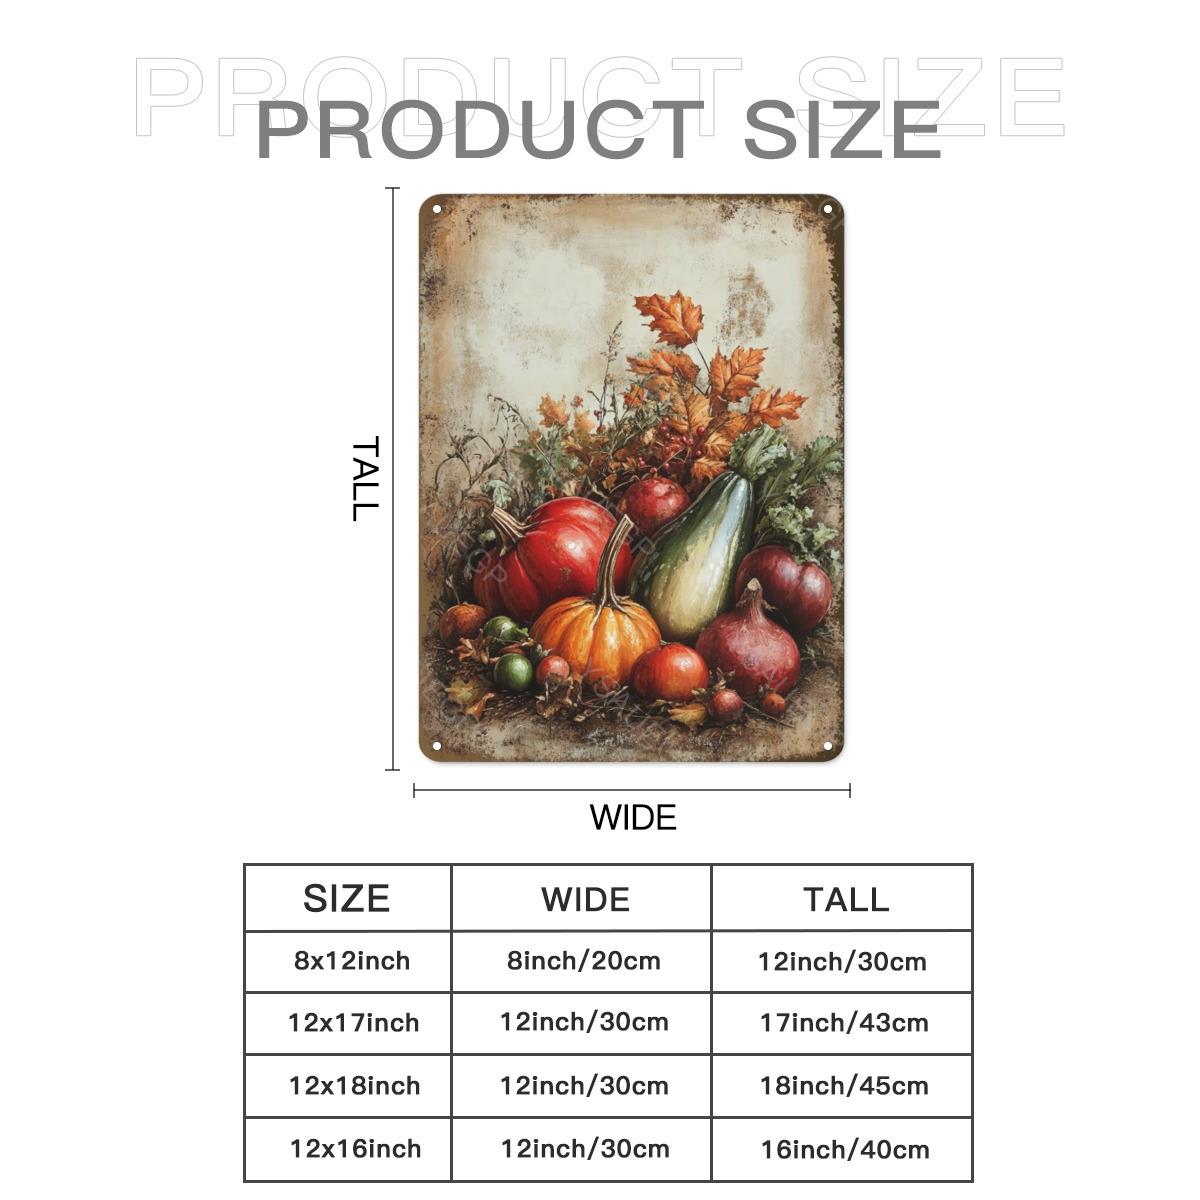 PRODUCT SIZE
PRODUCT SIZE
TALL
WIDE
SIZE WIDE TALL
8x12inch 8inch/20cm 12inch/30cm
12x17inch 12inch/30cm 17inch/43cm
12x18inch 12inch/30cm 18inch/45cm
12x16inch 12inch/30cm 16inch/40cm